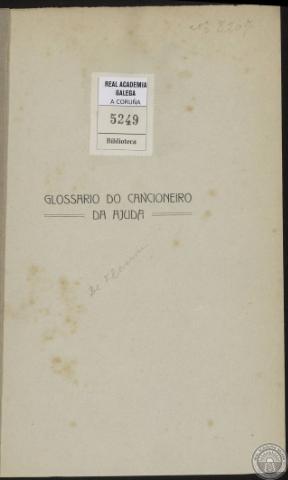 REAL ACADEMIA
GALEGA
A CORUÑA
5249
Biblioteca
GLOSSARIO DO CANCIONEIRO
DA AJUDA